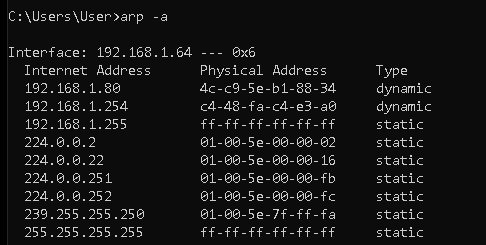 C:\Users\User>arp -a
Interface: 192.168.1.64 --- 0x6
Internet Address Physical Address Type
192.168.1.80 4c-c9-5e-b1-88-34 dynamic
192.168.1.254 c4-48-fa-c4-e3-a0 dynamic
192.168.1.255 ff-ff-ff-ff-ff-ff static
224.0.0.2 01-00-5e-00-00-02 static
224.0.0.22 01-00-5e-00-00-16 static
224.0.0.251 01-00-5e-00-00-fb static
224.0.0.252 01-00-5e-00-00-fc static
239.255.255.250 01-00-5e-7f-ff-fa static
255.255.255.255 ff-ff-ff-ff-ff-ff static